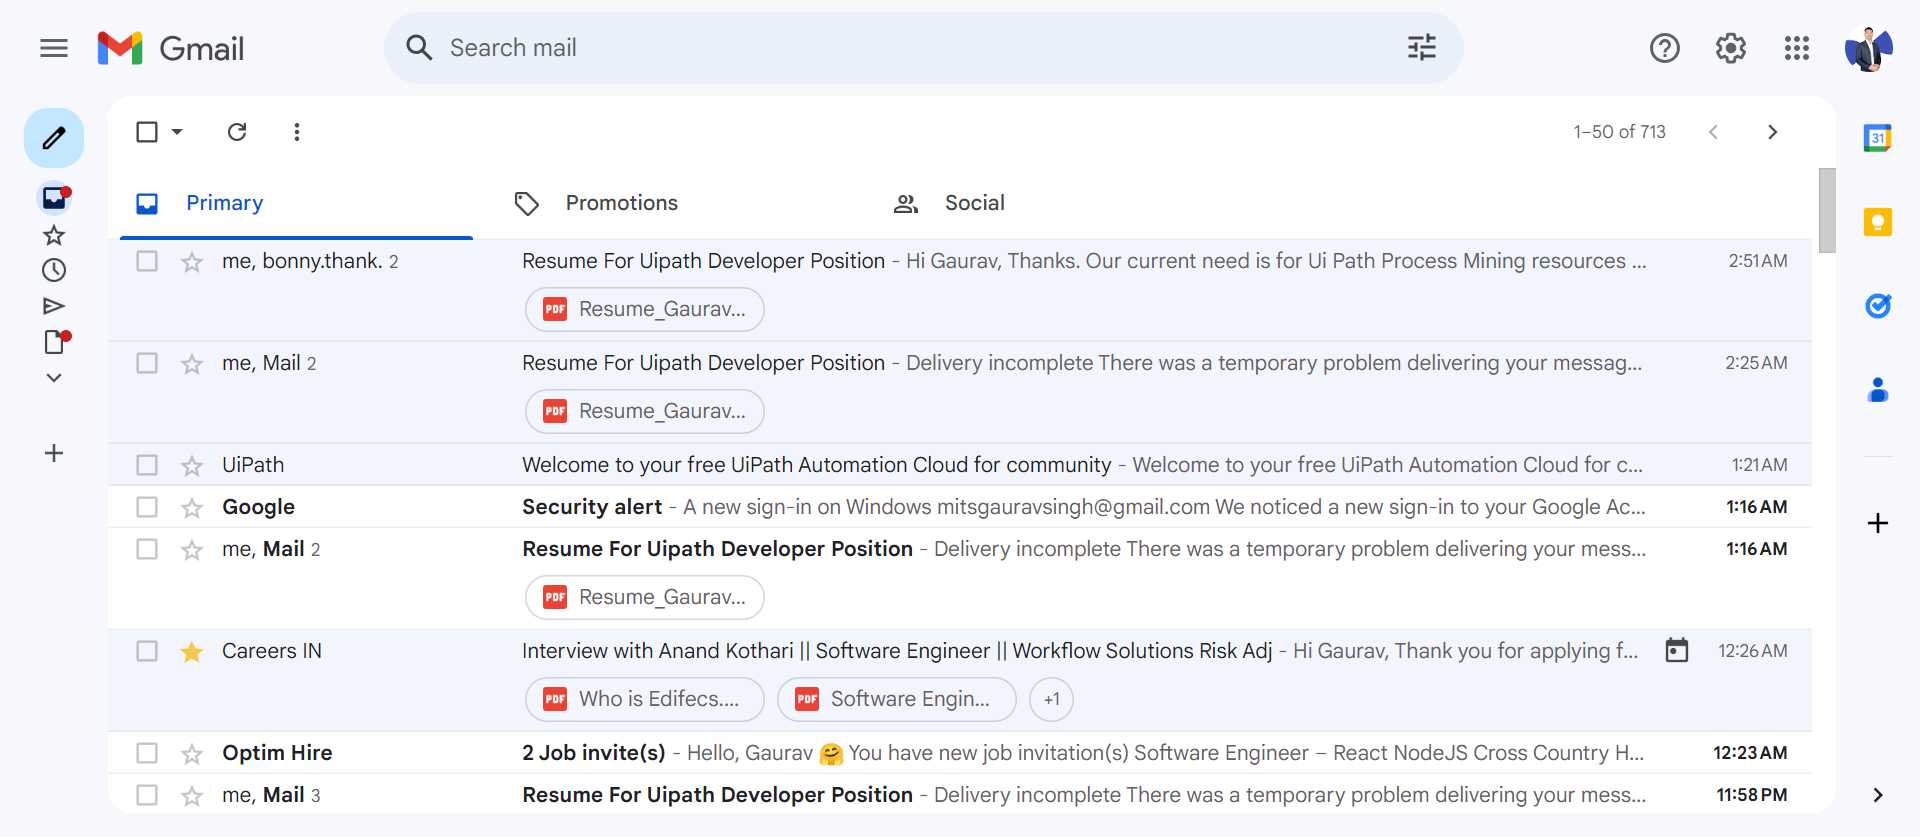 Gmail
Search mail
1–50 of 713
31
Primary
Promotions
Social
me, bonny.thank. 2
Resume For Uipath Developer Position - Hi Gaurav, Thanks. Our current need is for Ui Path Process Mining resources ...
2:51 AM
PDF Resume_Gaurav...
me, Mail 2
Resume For Uipath Developer Position - Delivery incomplete There was a temporary problem delivering your messag...
2:25 AM
PDF Resume_Gaurav...
UiPath
Welcome to your free UiPath Automation Cloud for community - Welcome to your free UiPath Automation Cloud for c...
1:21 AM
Google
Security alert - A new sign-in on Windows mitsgauravsingh@gmail.com We noticed a new sign-in to your Google Ac...
1:16 AM
me, Mail 2
Resume For Uipath Developer Position - Delivery incomplete There was a temporary problem delivering your mess...
1:16 AM
PDF Resume_Gaurav...
Careers IN
Interview with Anand Kothari || Software Engineer || Workflow Solutions Risk Adj - Hi Gaurav, Thank you for applying f...
12:26 AM
PDF Who is Edifecs....
PDF Software Engin...
+1
Optim Hire
2 Job invite(s) - Hello, Gaurav 🤗 You have new job invitation(s) Software Engineer – React NodeJS Cross Country H...
12:23 AM
me, Mail 3
Resume For Uipath Developer Position - Delivery incomplete There was a temporary problem delivering your mess...
11:58 PM